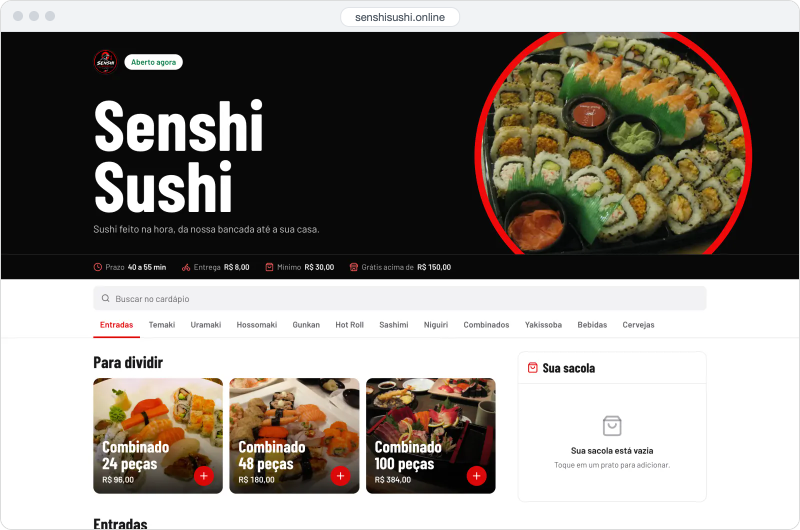 senshisushi.online
SENSHI
Aberto agora
Senshi
Sushi
Sushi feito na hora, da nossa bancada até a sua casa.
Prazo 40 a 55 min Entrega R$ 8,00 Mínimo R$ 30,00 Grátis acima de R$ 150,00
Buscar no cardápio
Entradas Temaki Uramaki Hossomaki Gunkan Hot Roll Sashimi Niguiri Combinados Yakissoba Bebidas Cervejas
Para dividir
Combinado
24 peças
R$ 96,00
Combinado
48 peças
R$ 180,00
Combinado
100 peças
R$ 384,00
Sua sacola
Sua sacola está vazia
Toque em um prato para adicionar.
Entradas